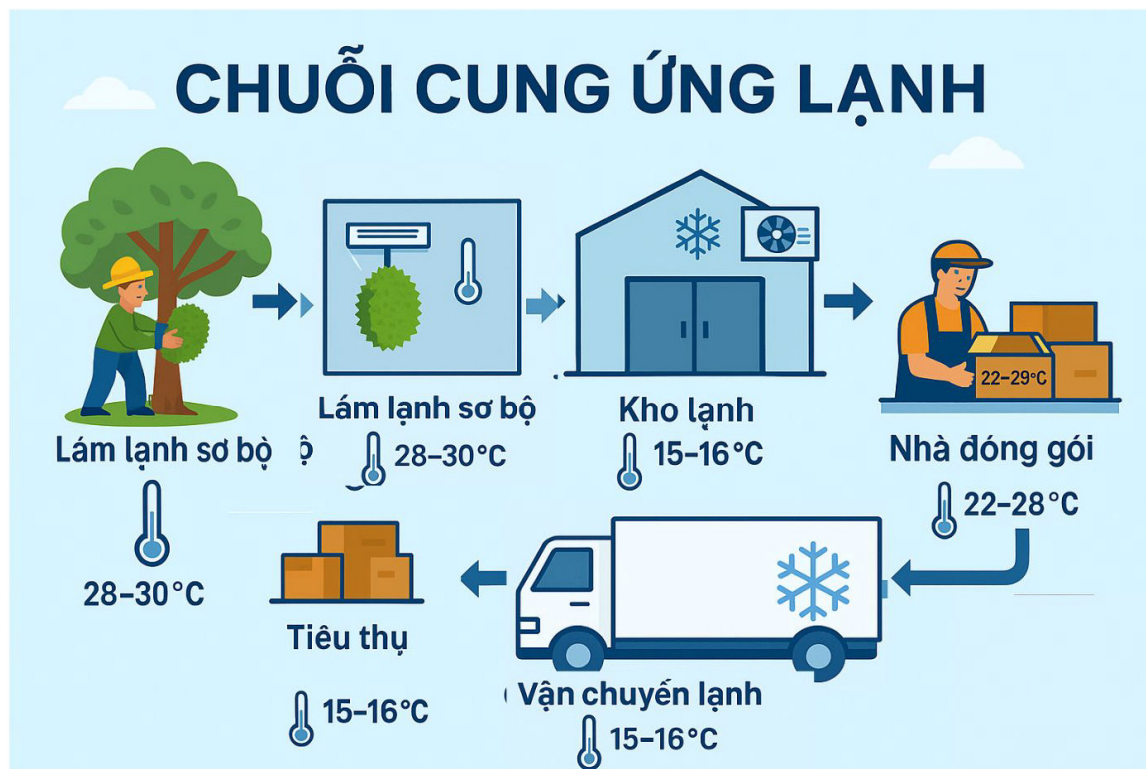 CHUỖI CUNG ỨNG LẠNH
Lám lạnh sơ bộ
28–30°C
Lám lạnh sơ bộ
28–30°C
Kho lạnh
15–16°C
22–29°C
Nhà đóng gói
22–28°C
Vận chuyến lạnh
15–16°C
Tiêu thụ
15–16°C